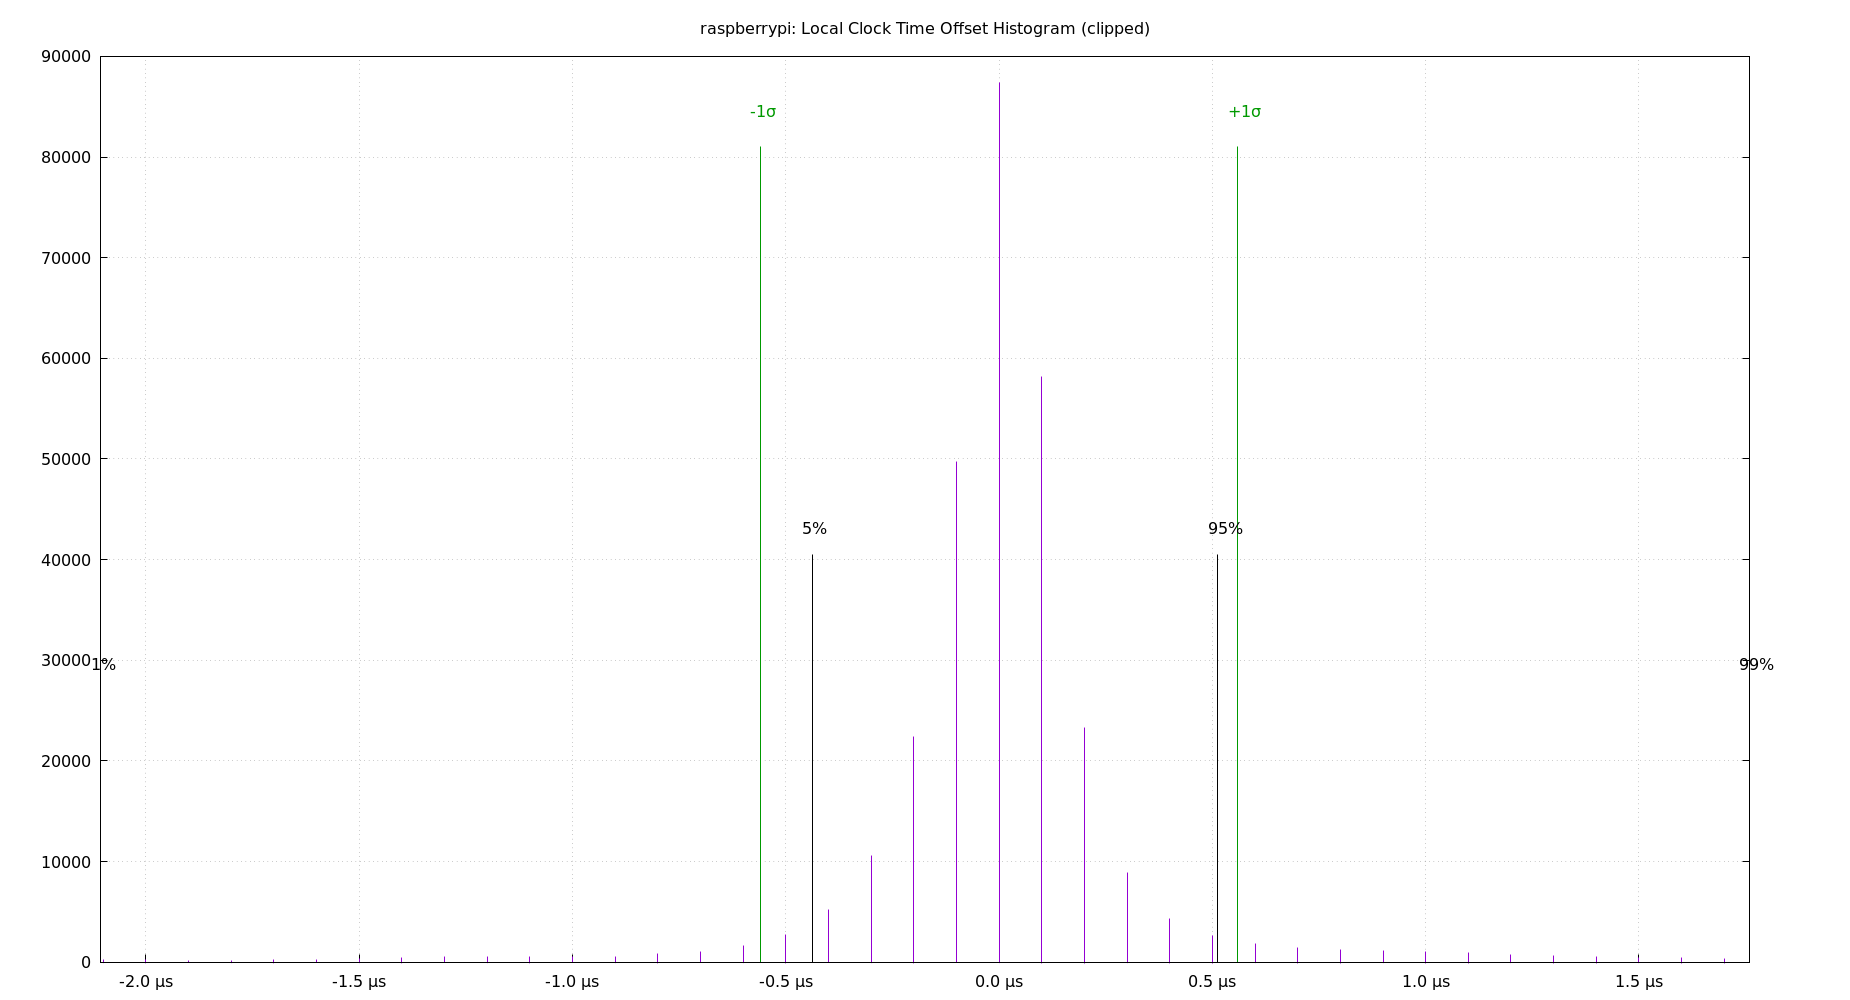 raspberrypi: Local Clock Time Offset Histogram (clipped)
90000
-1σ
+1σ
80000
70000
60000
50000
5%
95%
40000
30000
1%
99%
20000
10000
0
-2.0 µs
-1.5 µs
-1.0 µs
-0.5 µs
0.0 µs
0.5 µs
1.0 µs
1.5 µs